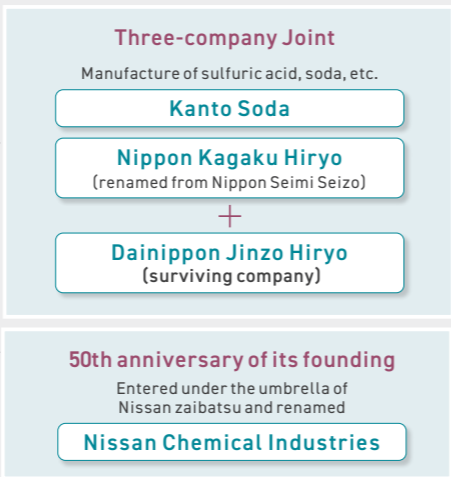 Three-company Joint
Manufacture of sulfuric acid, soda, etc.
Kanto Soda
Nippon Kagaku Hiryo
(renamed from Nippon Seimi Seizo)
+
Dainippon Jinzo Hiryo
(surviving company)
50th anniversary of its founding
Entered under the umbrella of
Nissan zaibatsu and renamed
Nissan Chemical Industries